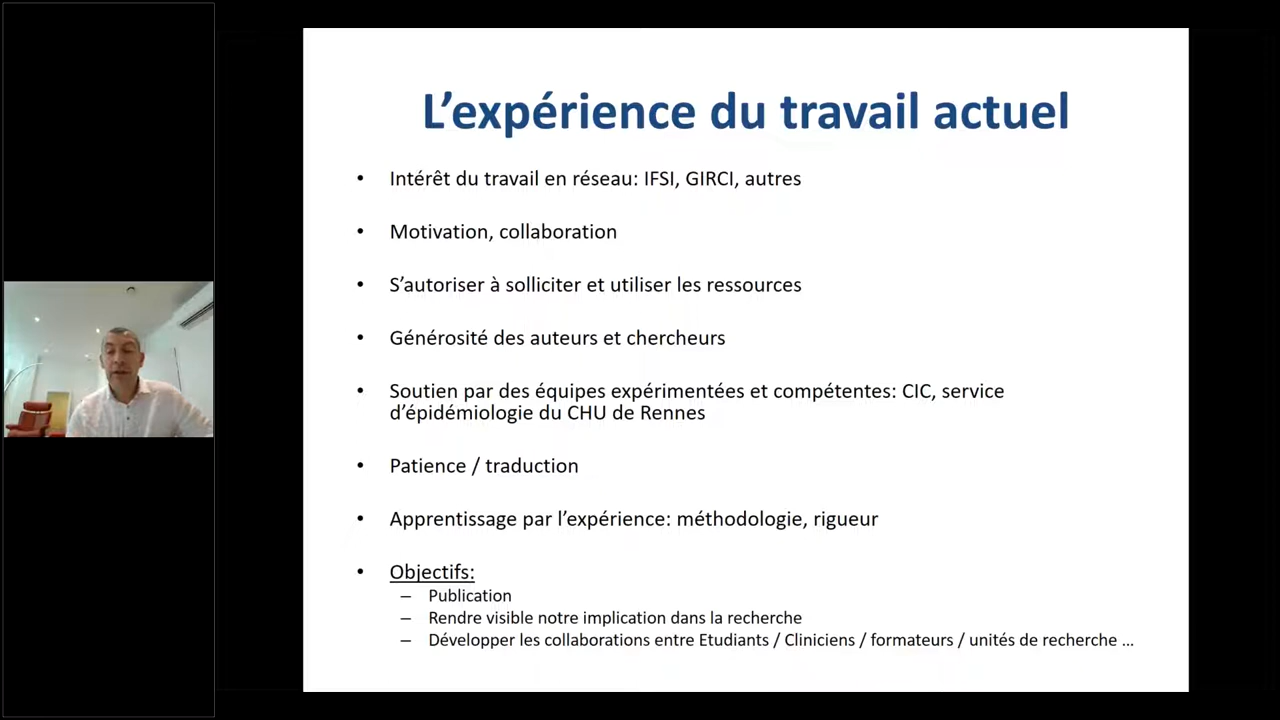 L’expérience du travail actuel
• Intérêt du travail en réseau: IFSI, GIRCI, autres
• Motivation, collaboration
• S’autoriser à solliciter et utiliser les ressources
• Générosité des auteurs et chercheurs
• Soutien par des équipes expérimentées et compétentes: CIC, service
d’épidémiologie du CHU de Rennes
• Patience / traduction
• Apprentissage par l’expérience: méthodologie, rigueur
• Objectifs:
– Publication
– Rendre visible notre implication dans la recherche
– Développer les collaborations entre Etudiants / Cliniciens / formateurs / unités de recherche ...